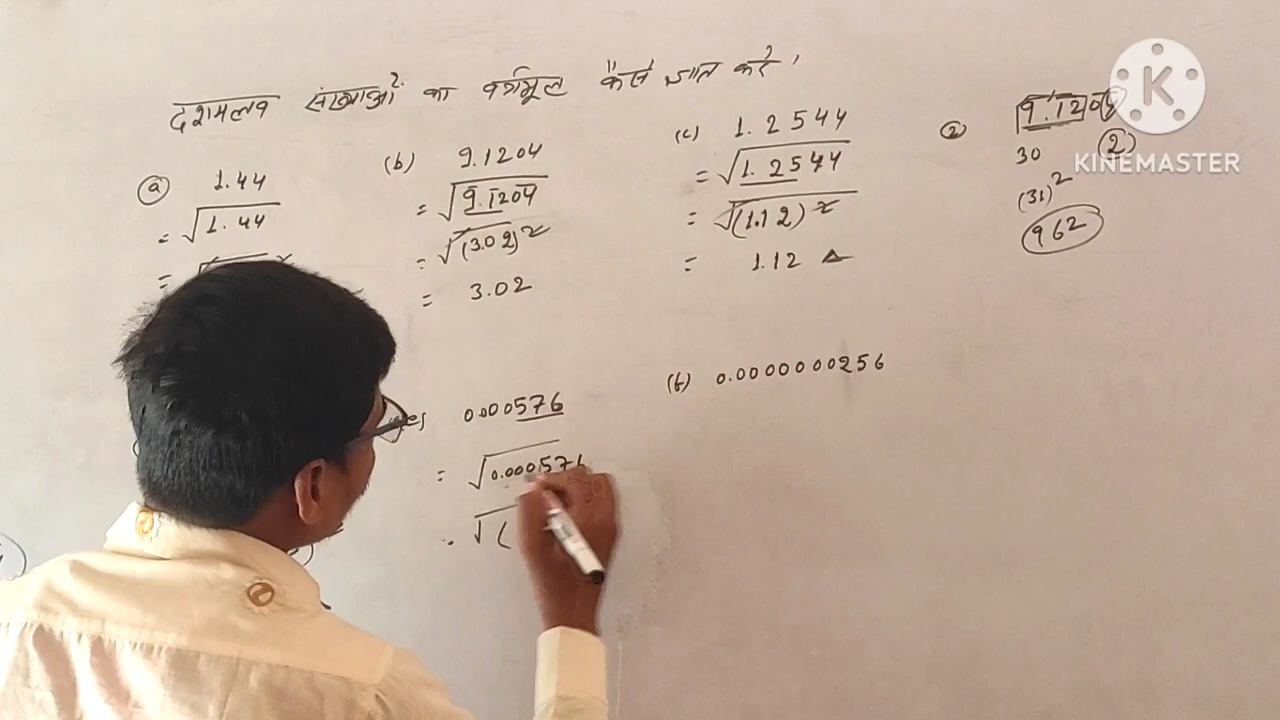 दशमलव संख्याओं का वर्गमूल कैसे ज्ञात करें।
(a) 1.44
= √1.44
=
(b) 9.1204
= √9.1204
= √(3.02)²
= 3.02
(c) 1.2544
= √1.2544
= √(1.12)²
= 1.12
(2) √9.1204
30 (2)
(31)²
962
0.000576
= √0.000576
√(
(f) 0.0000000256
K
KINEMASTER